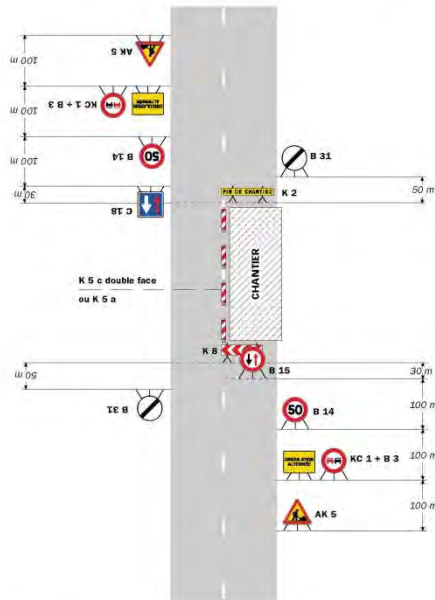 AK 5
100 m
KC 1 + B 3
CIRCULATION ALTERNÉE
100 m
B 14
50
100 m
C 18
30 m
B 31
K 2
FIN DE CHANTIER
50 m
CHANTIER
K 5 c double face
ou K 5 a
K 8
B 15
50 m
30 m
B 31
50
B 14
100 m
CIRCULATION ALTERNÉE
KC 1 + B 3
100 m
AK 5
100 m